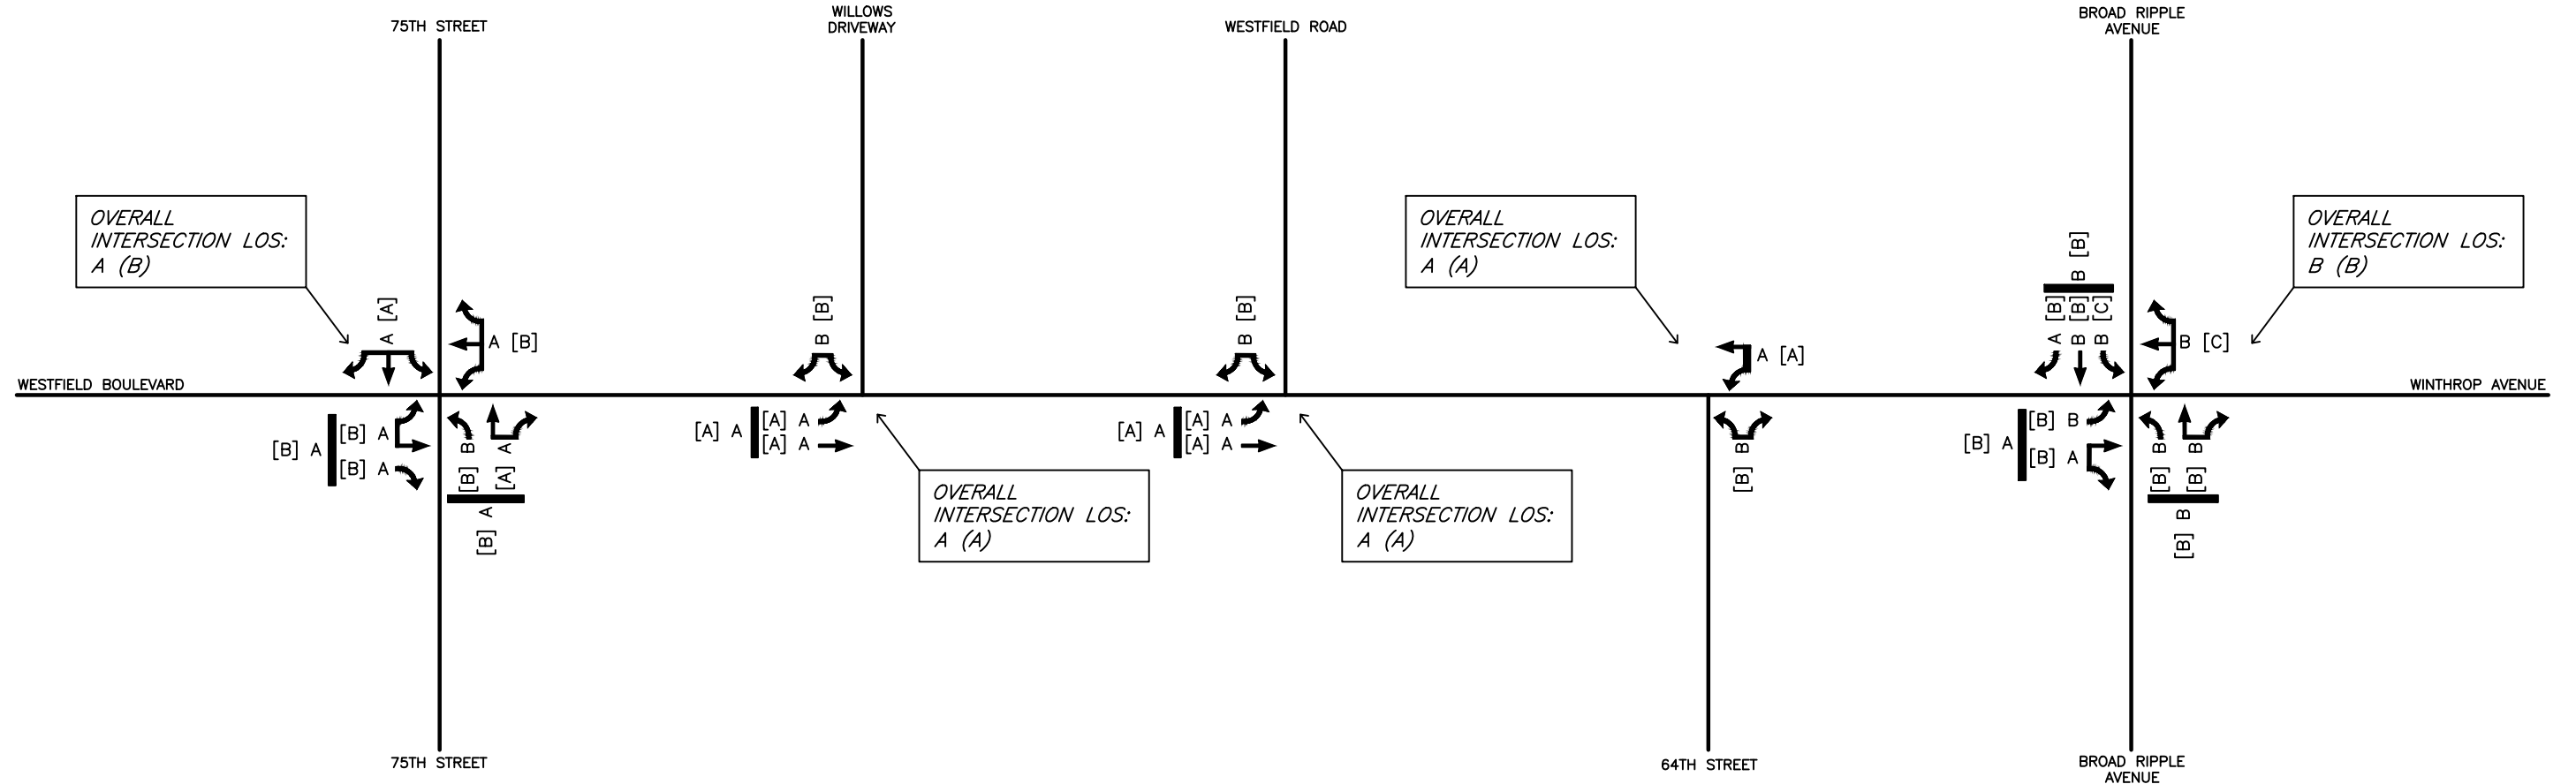 75TH STREET
WILLOWS
DRIVEWAY
WESTFIELD ROAD
BROAD RIPPLE
AVENUE
OVERALL
INTERSECTION LOS:
A (B)
A [A]
A [B]
B [B]
B [B]
OVERALL
INTERSECTION LOS:
A (A)
A [A]
B [B]
A [B]
B [B]
B [C]
B [C]
OVERALL
INTERSECTION LOS:
B (B)
WESTFIELD BOULEVARD
WINTHROP AVENUE
[B] A
[B] A
[B] A
[B] B
[A] A
[B] A
[A] A
[A] A
[A] A
OVERALL
INTERSECTION LOS:
A (A)
[A] A
[A] A
[A] A
OVERALL
INTERSECTION LOS:
A (A)
[B] B
[B] A
[B] B
[B] A
[B] B
[B] B
[B] B
75TH STREET
64TH STREET
BROAD RIPPLE
AVENUE